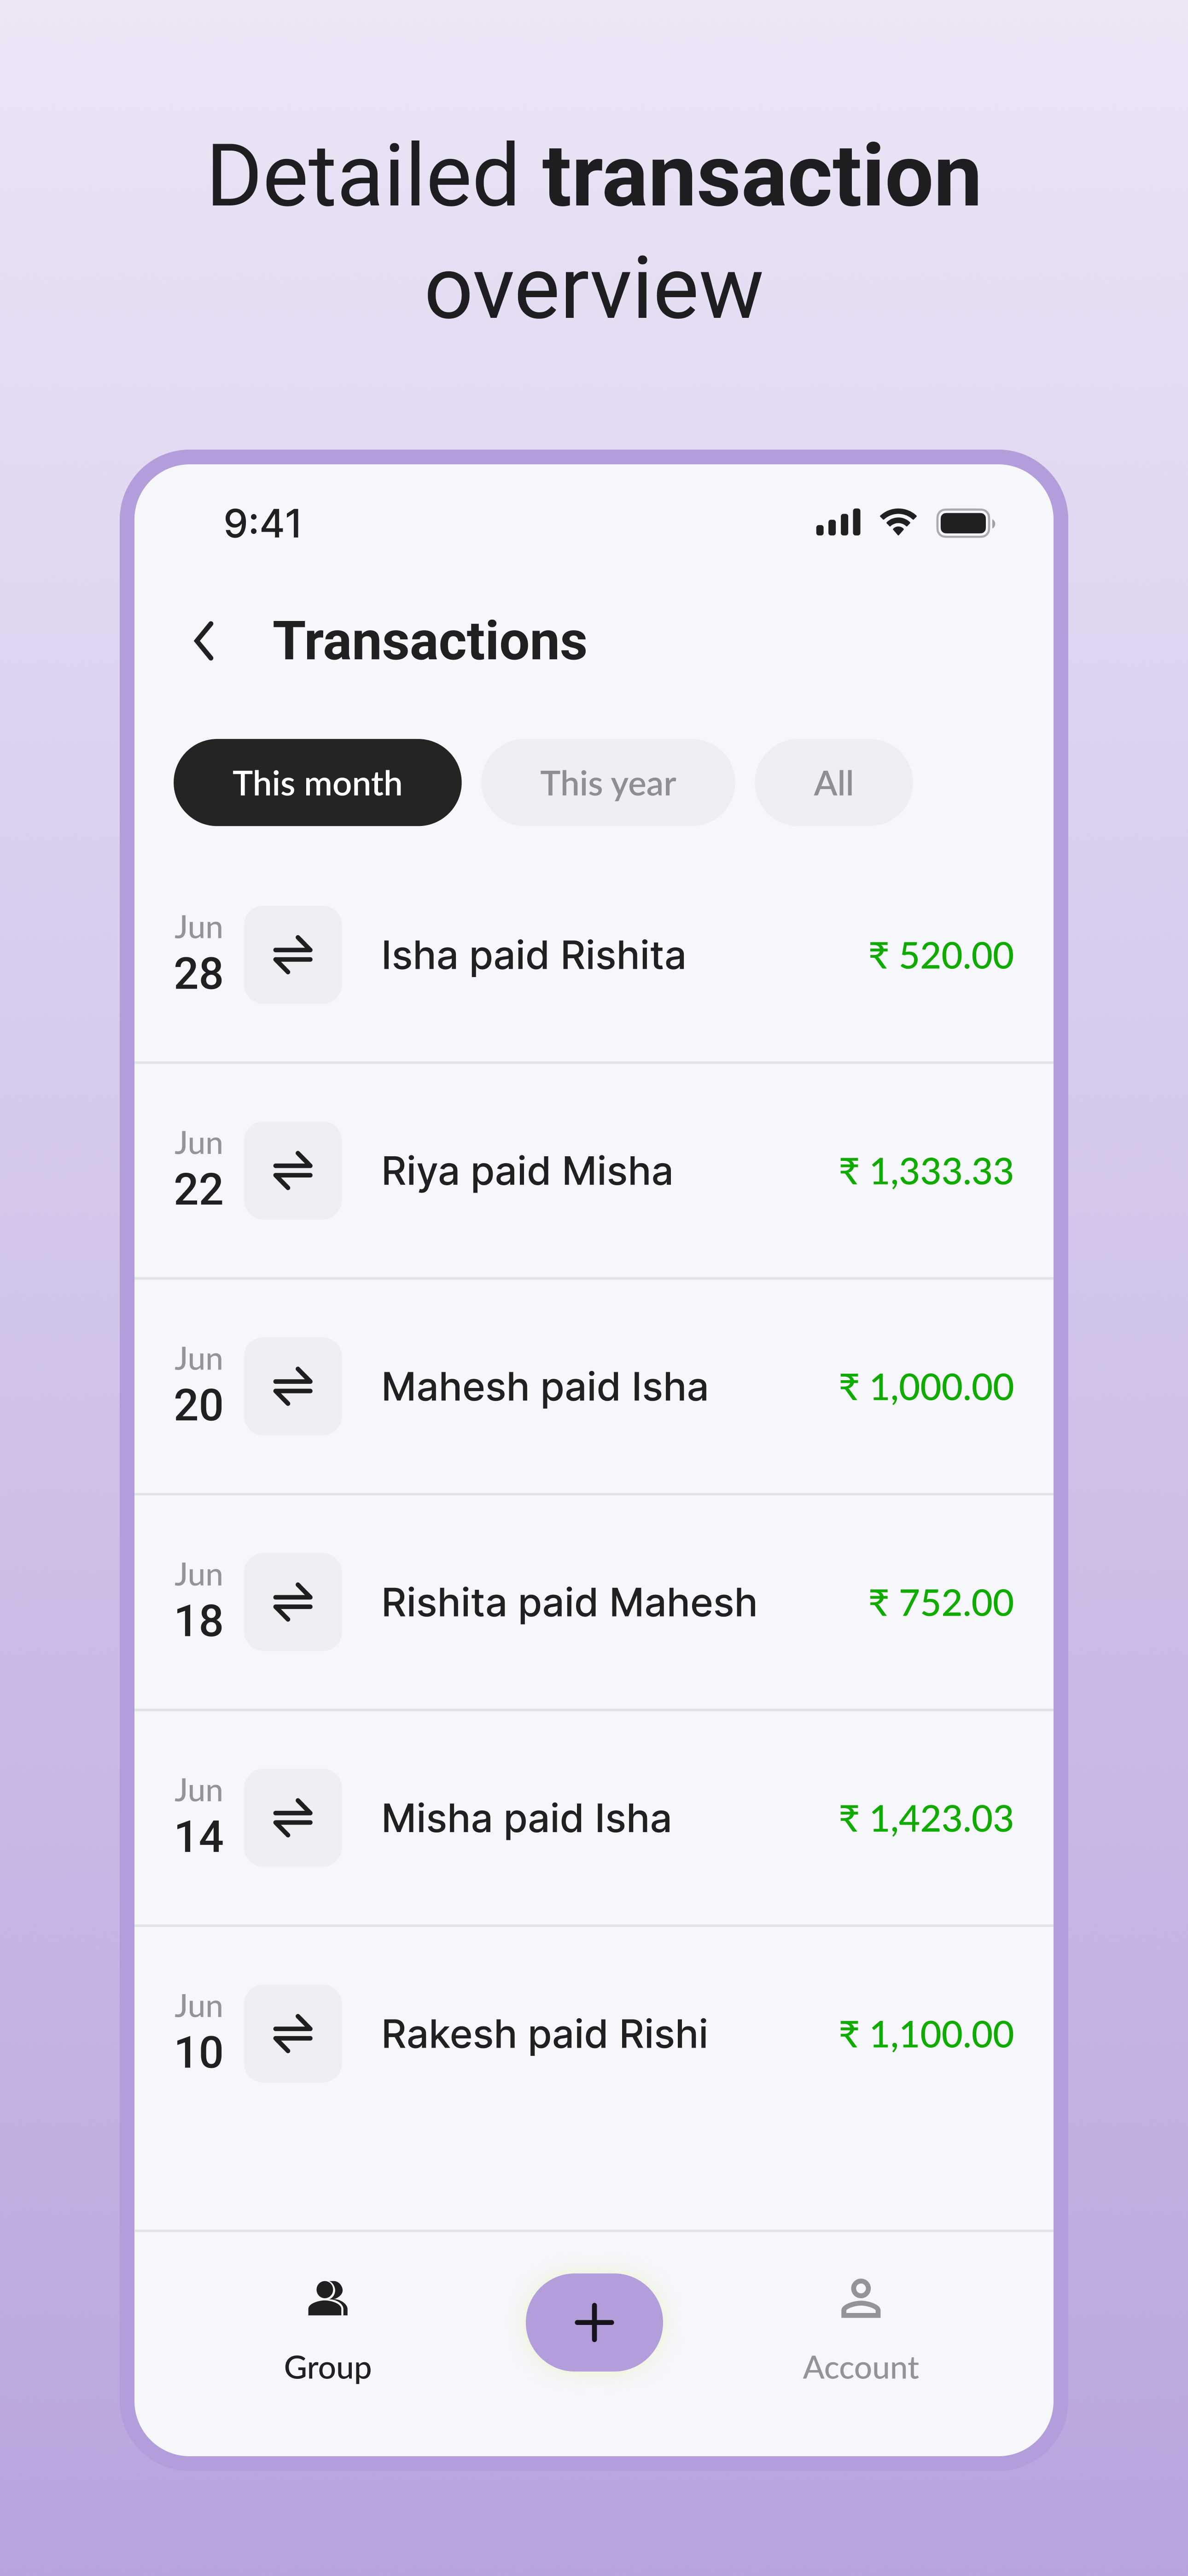 Detailed transaction
overview
9:41
Transactions
This month This year All
Jun
28
Isha paid Rishita ₹ 520.00
Jun
22
Riya paid Misha ₹ 1,333.33
Jun
20
Mahesh paid Isha ₹ 1,000.00
Jun
18
Rishita paid Mahesh ₹ 752.00
Jun
14
Misha paid Isha ₹ 1,423.03
Jun
10
Rakesh paid Rishi ₹ 1,100.00
Group Account